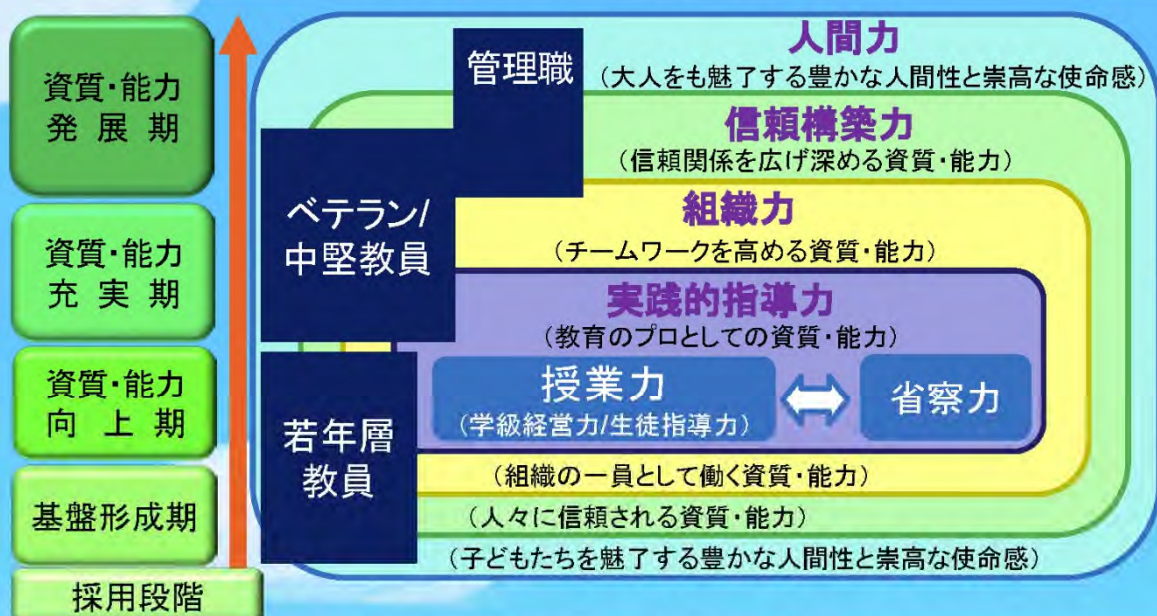 資質・能力
発展期
資質・能力
充実期
資質・能力
向上期
基盤形成期
採用段階
管理職
ベテラン/
中堅教員
若年層
教員
人間力
(大人をも魅了する豊かな人間性と崇高な使命感)
信頼構築力
(信頼関係を広げ深める資質・能力)
組織力
(チームワークを高める資質・能力)
実践的指導力
(教育のプロとしての資質・能力)
授業力
(学級経営力/生徒指導力)
省察力
(組織の一員として働く資質・能力)
(人々に信頼される資質・能力)
(子どもたちを魅了する豊かな人間性と崇高な使命感)